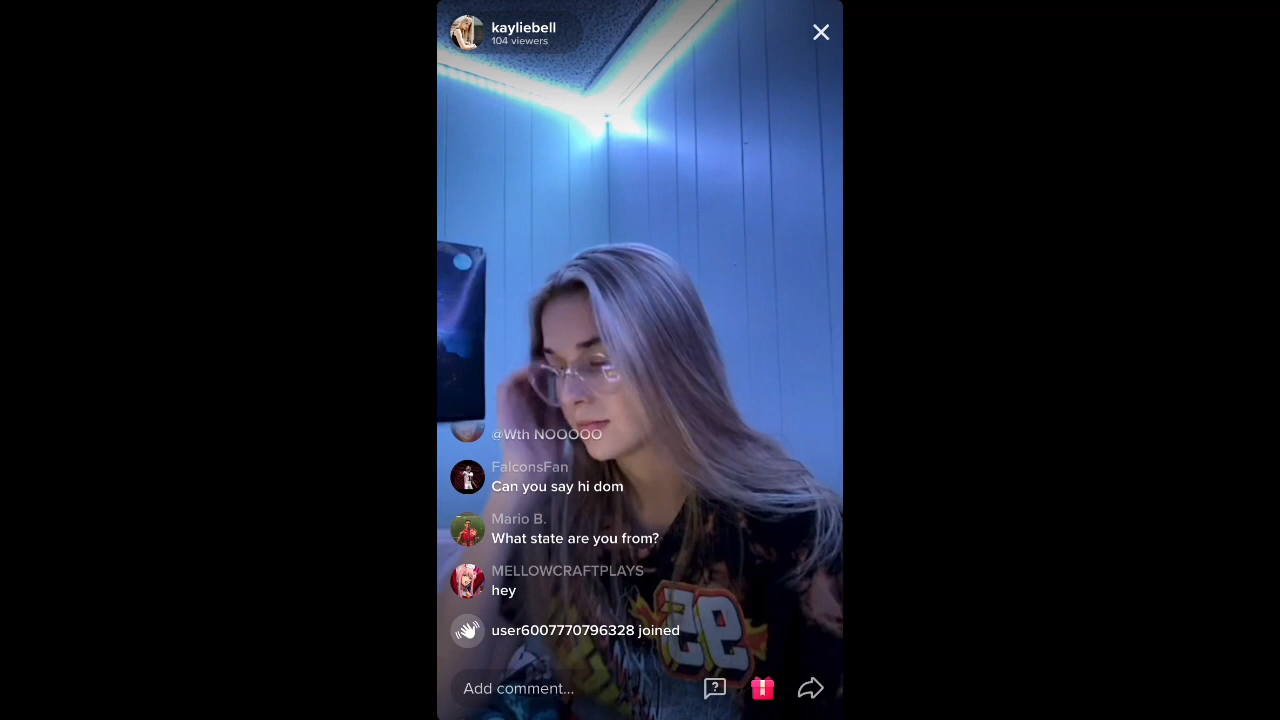 kayliebell
104 viewers
@Wth NOOOOO
FalconsFan
Can you say hi dom
Mario B.
What state are you from?
MELLOWCRAFTPLAYS
hey
user6007770796328 joined
Add comment...